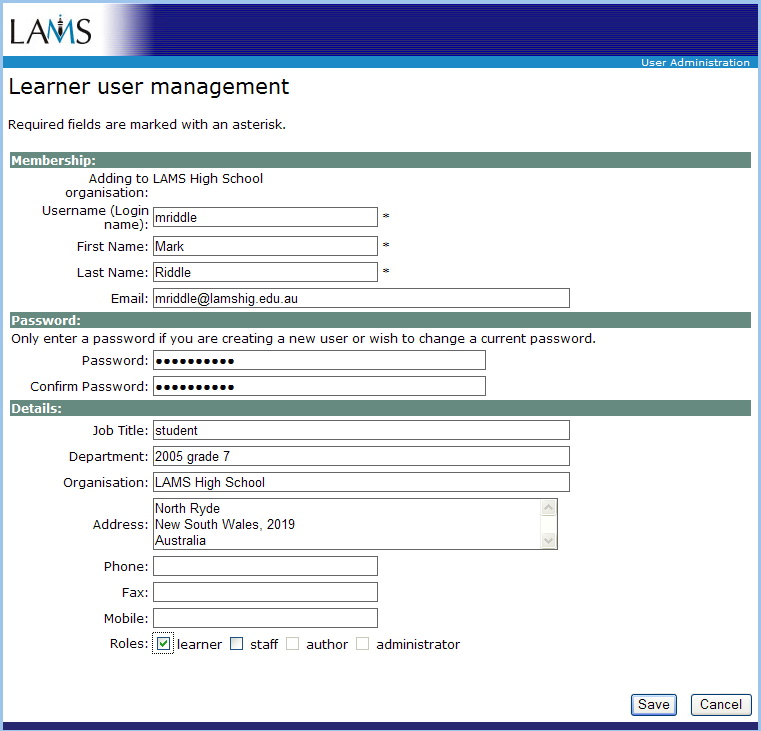 LAMS
User Administration
Learner user management
Required fields are marked with an asterisk.
Membership:
Adding to LAMS High School
organisation:
Username (Login
name): mriddle *
First Name: Mark *
Last Name: Riddle *
Email: mriddle@lamshig.edu.au
Password:
Only enter a password if you are creating a new user or wish to change a current password.
Password: ●●●●●●●●●●
Confirm Password: ●●●●●●●●●●
Details:
Job Title: student
Department: 2005 grade 7
Organisation: LAMS High School
North Ryde
Address: New South Wales, 2019
Australia
Phone:
Fax:
Mobile:
Roles: learner staff author administrator
Save Cancel